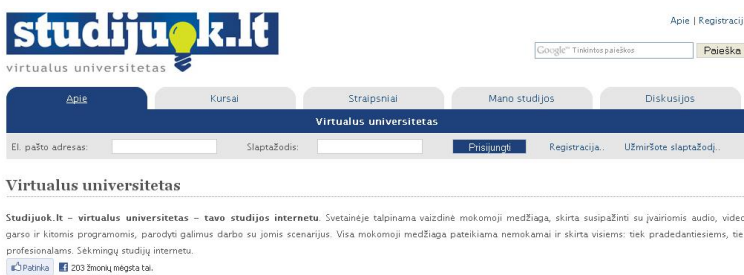 studijuok.lt
virtualus universitetas
Apie | Registracij
Google™ Tinkintos paieškos
Paieška
Apie Kursai Straipsniai Mano studijos Diskusijos
Virtualus universitetas
El. pašto adresas: Slaptažodis: Prisijungti Registracija.. Užmiršote slaptažodį..
Virtualus universitetas
Studijuok.lt – virtualus universitetas – tavo studijos internetu. Svetainėje talpinama vaizdinė mokomoji medžiaga, skirta susipažinti su įvairiomis audio, video
garso ir kitomis programomis, parodyti galimus darbo su jomis scenarijus. Visa mokomoji medžiaga pateikiama nemokamai ir skirta visiems: tiek pradedantiesiems, tie
profesionalams. Sėkmingų studijų internetu.
Patinka 203 žmonių mėgsta tai.